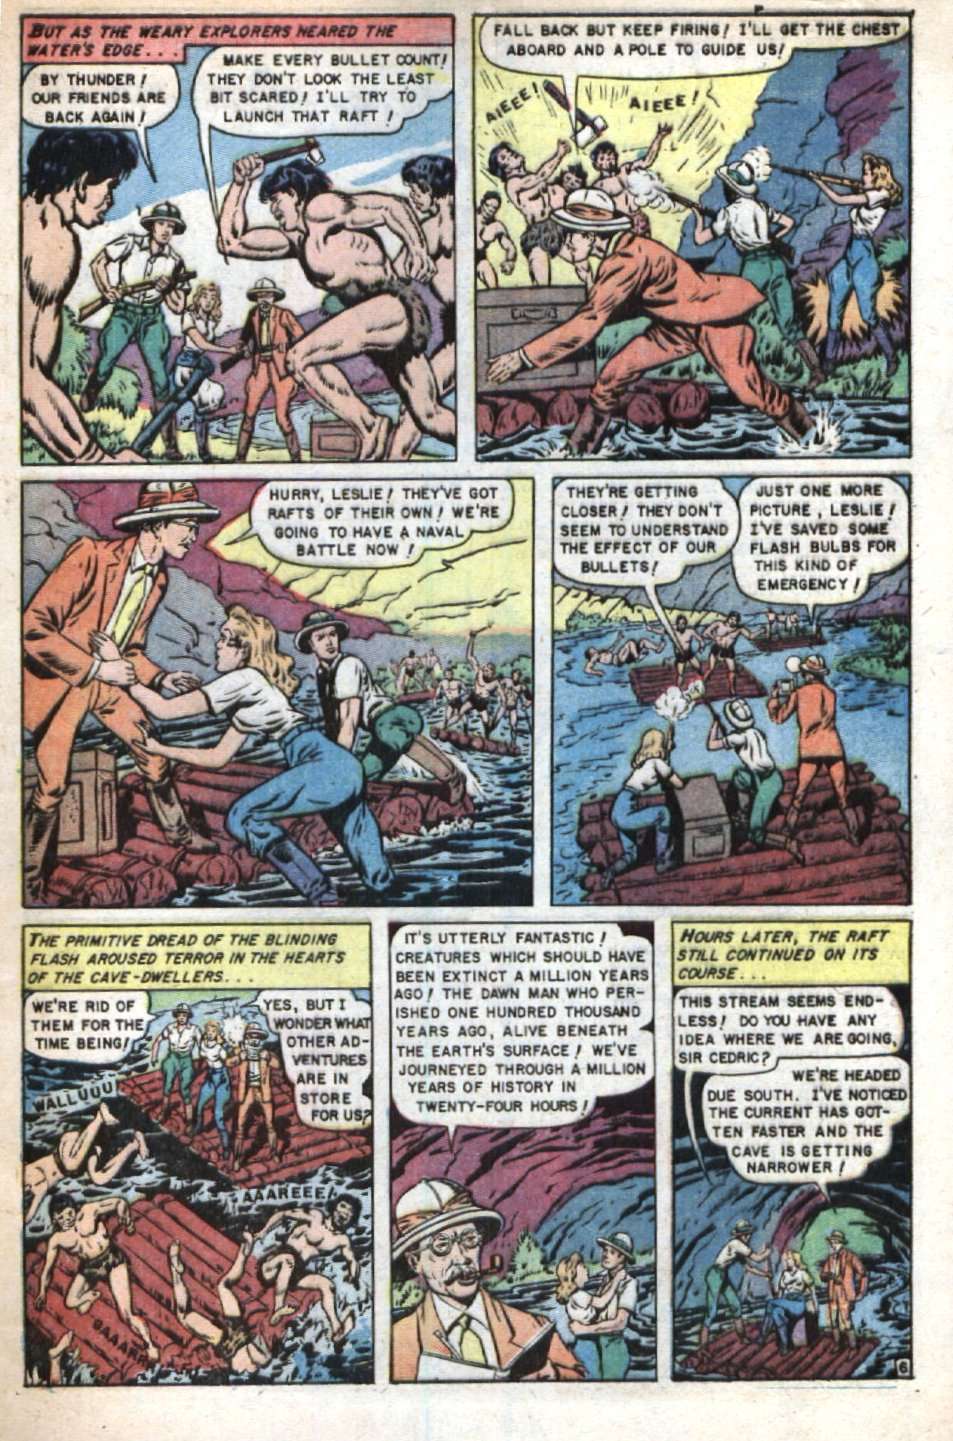 BUT AS THE WEARY EXPLORERS NEARED THE
WATER'S EDGE...
BY THUNDER!
OUR FRIENDS ARE
BACK AGAIN!
MAKE EVERY BULLET COUNT!
THEY DON'T LOOK THE LEAST
BIT SCARED! I'LL TRY TO
LAUNCH THAT RAFT!
FALL BACK BUT KEEP FIRING! I'LL GET THE CHEST
ABOARD AND A POLE TO GUIDE US!
AIEEE!
AIEEE!
HURRY, LESLIE! THEY'VE GOT
RAFTS OF THEIR OWN! WE'RE
GOING TO HAVE A NAVAL
BATTLE NOW!
THEY'RE GETTING
CLOSER! THEY DON'T
SEEM TO UNDERSTAND
THE EFFECT OF OUR
BULLETS!
JUST ONE MORE
PICTURE, LESLIE!
I'VE SAVED SOME
FLASH BULBS FOR
THIS KIND OF
EMERGENCY!
THE PRIMITIVE DREAD OF THE BLINDING
FLASH AROUSED TERROR IN THE HEARTS
OF THE CAVE-DWELLERS...
WE'RE RID OF
THEM FOR THE
TIME BEING!
YES, BUT I
WONDER WHAT
OTHER AD-
VENTURES
ARE IN
STORE
FOR US?
WALLUUU
AAAREEE!
GAAARR
IT'S UTTERLY FANTASTIC!
CREATURES WHICH SHOULD HAVE
BEEN EXTINCT A MILLION YEARS
AGO! THE DAWN MAN WHO PER-
ISHED ONE HUNDRED THOUSAND
YEARS AGO, ALIVE BENEATH
THE EARTH'S SURFACE! WE'VE
JOURNEYED THROUGH A MILLION
YEARS OF HISTORY IN
TWENTY-FOUR HOURS!
HOURS LATER, THE RAFT
STILL CONTINUED ON ITS
COURSE...
THIS STREAM SEEMS END-
LESS! DO YOU HAVE ANY
IDEA WHERE WE ARE GOING,
SIR CEDRIC?
WE'RE HEADED
DUE SOUTH. I'VE NOTICED
THE CURRENT HAS GOT-
TEN FASTER AND THE
CAVE IS GETTING
NARROWER!
6